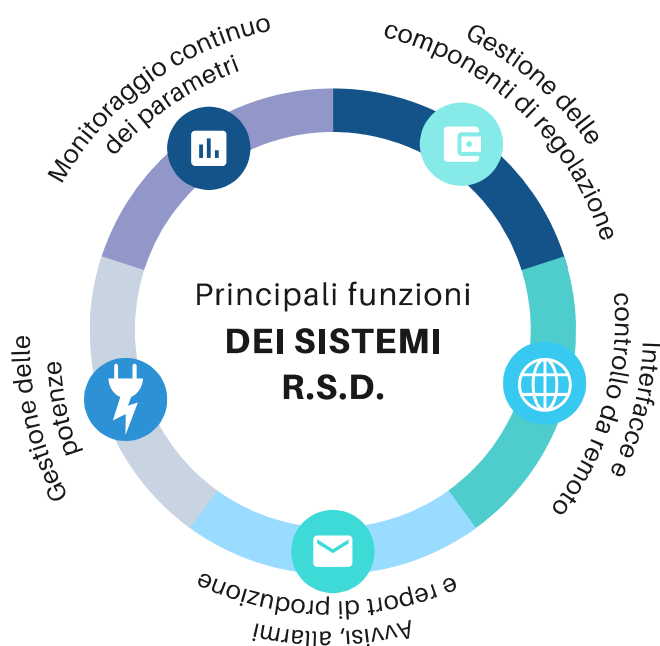 Principali funzioni
DEI SISTEMI
R.S.D.
Gestione delle
componenti di regolazione
Interfacce e
controllo da remoto
Avvisi, allarmi
e report di produzione
Gestione delle
potenze
Monitoraggio continuo
dei parametri